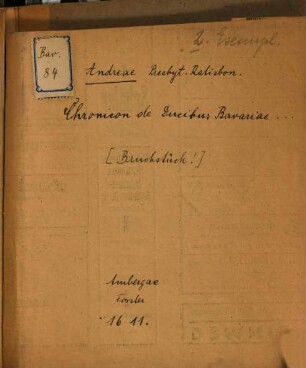 2. Exempl.
Bav.
84
Andreae Presbyt. Ratisbon.
Chronicon de Ducibus Bavariae ...
[Bruchstück!]
Ambergae
Forster
1611.